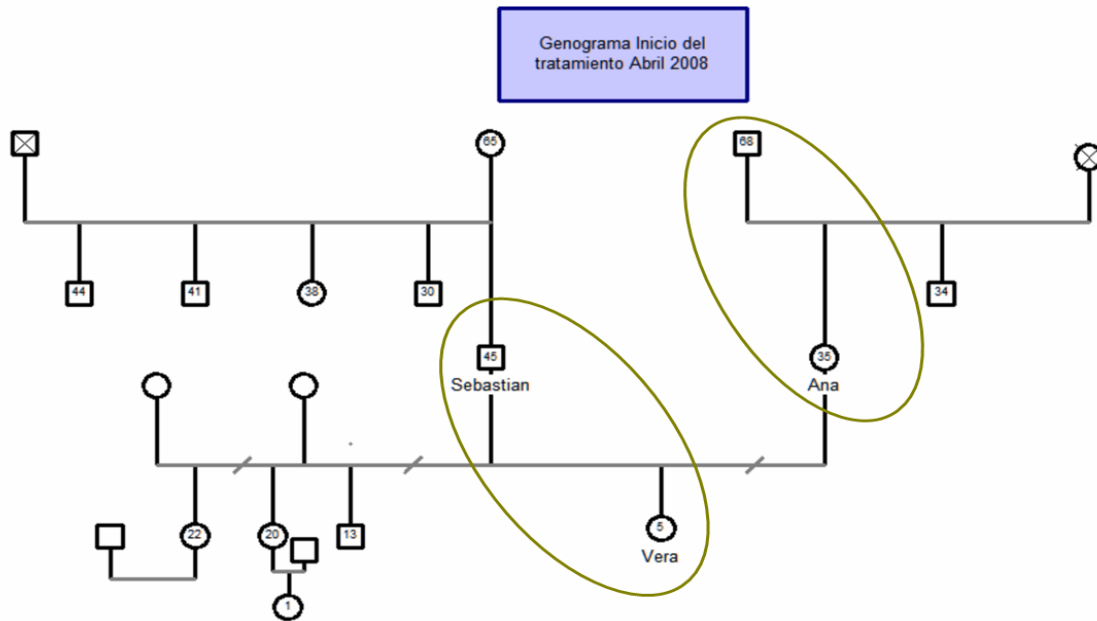 Genograma Inicio del
tratamiento Abril 2008
65
68
44
41
38
30
34
45
Sebastian
35
Ana
22
20
13
5
Vera
1